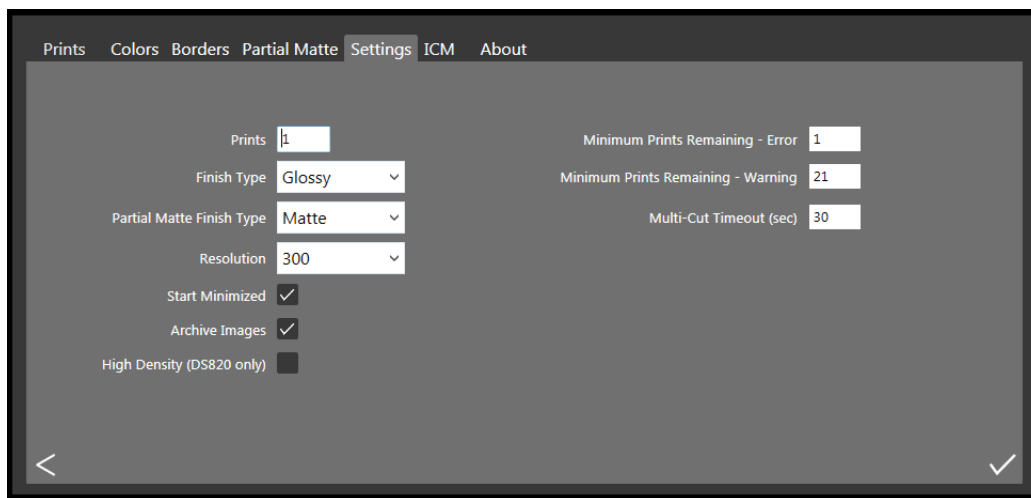 Prints Colors Borders Partial Matte Settings ICM About
Prints 1
Finish Type Glossy
Partial Matte Finish Type Matte
Resolution 300
Start Minimized
Archive Images
High Density (DS820 only)
Minimum Prints Remaining - Error 1
Minimum Prints Remaining - Warning 21
Multi-Cut Timeout (sec) 30